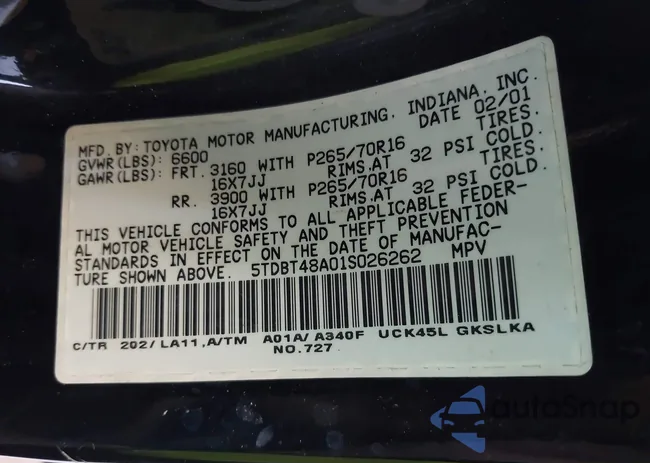 MFD. BY: TOYOTA MOTOR MANUFACTURING, INDIANA, INC.
GVWR(LBS): 6600 DATE 02/01
GAWR(LBS): FRT. 3160 WITH P265/70R16 TIRES.
16X7JJ RIMS.AT 32 PSI COLD.
RR. 3900 WITH P265/70R16 TIRES.
16X7JJ RIMS.AT 32 PSI COLD.
THIS VEHICLE CONFORMS TO ALL APPLICABLE FEDER-
AL MOTOR VEHICLE SAFETY AND THEFT PREVENTION
STANDARDS IN EFFECT ON THE DATE OF MANUFAC-
TURE SHOWN ABOVE. 5TDBT48A01S026262 MPV
C/TR 202/LA11,A/TM A01A/A340F UCK45L GKSLKA
NO.727
autoSnap